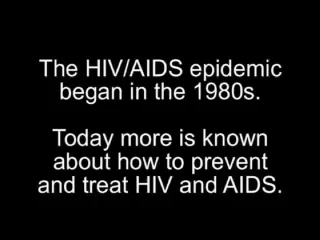 The HIV/AIDS epidemic
began in the 1980s.
Today more is known
about how to prevent
and treat HIV and AIDS.